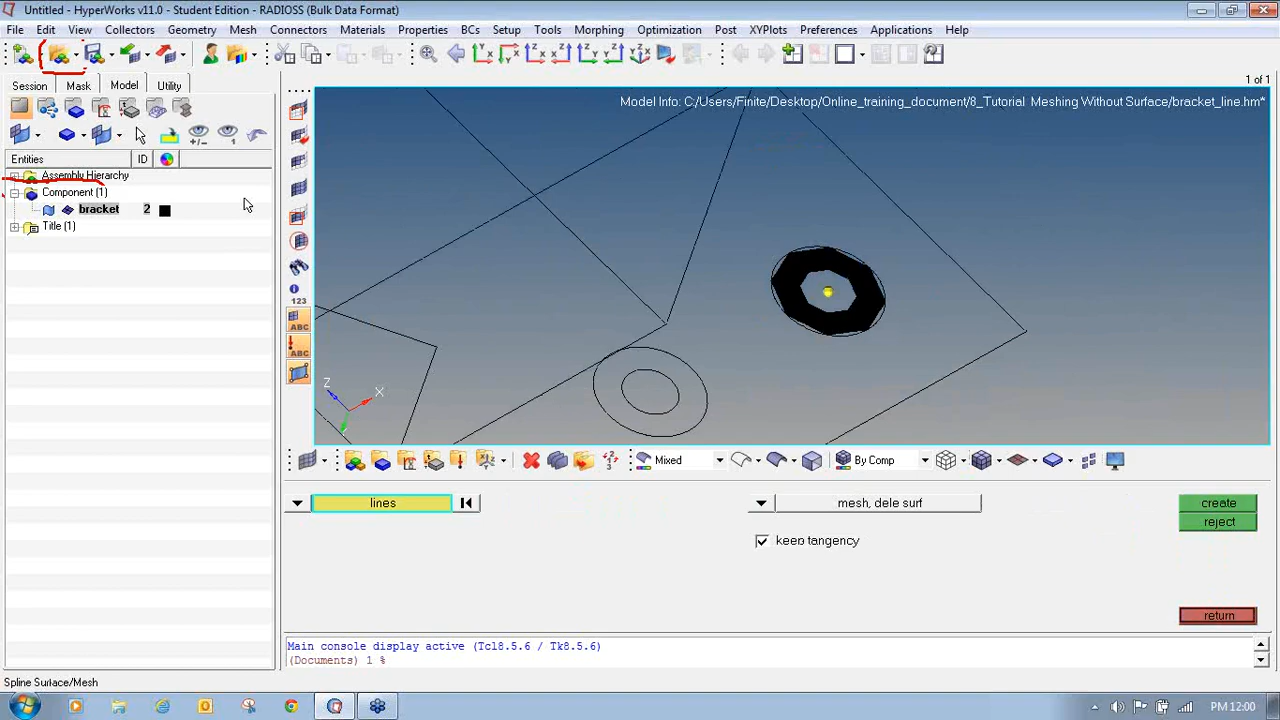 Untitled - HyperWorks v11.0 - Student Edition - RADIOSS (Bulk Data Format)
File Edit View Collectors Geometry Mesh Connectors Materials Properties BCs Setup Tools Morphing Optimization Post XYPlots Preferences Applications Help
Session Mask Model Utility
1 of 1
Model Info: C:/Users/Finite/Desktop/Online_training_document/8_Tutorial Meshing Without Surface/bracket_line.hm*
Entities ID
Assembly Hierarchy
Component (1)
bracket 2
Title (1)
123
ABC
ABC
Z X Y
Mixed By Comp
lines mesh, dele surf create
reject
keep tangency
return
Main console display active (Tcl8.5.6 / Tk8.5.6)
(Documents) 1 %
Spline Surface/Mesh
PM 12:00